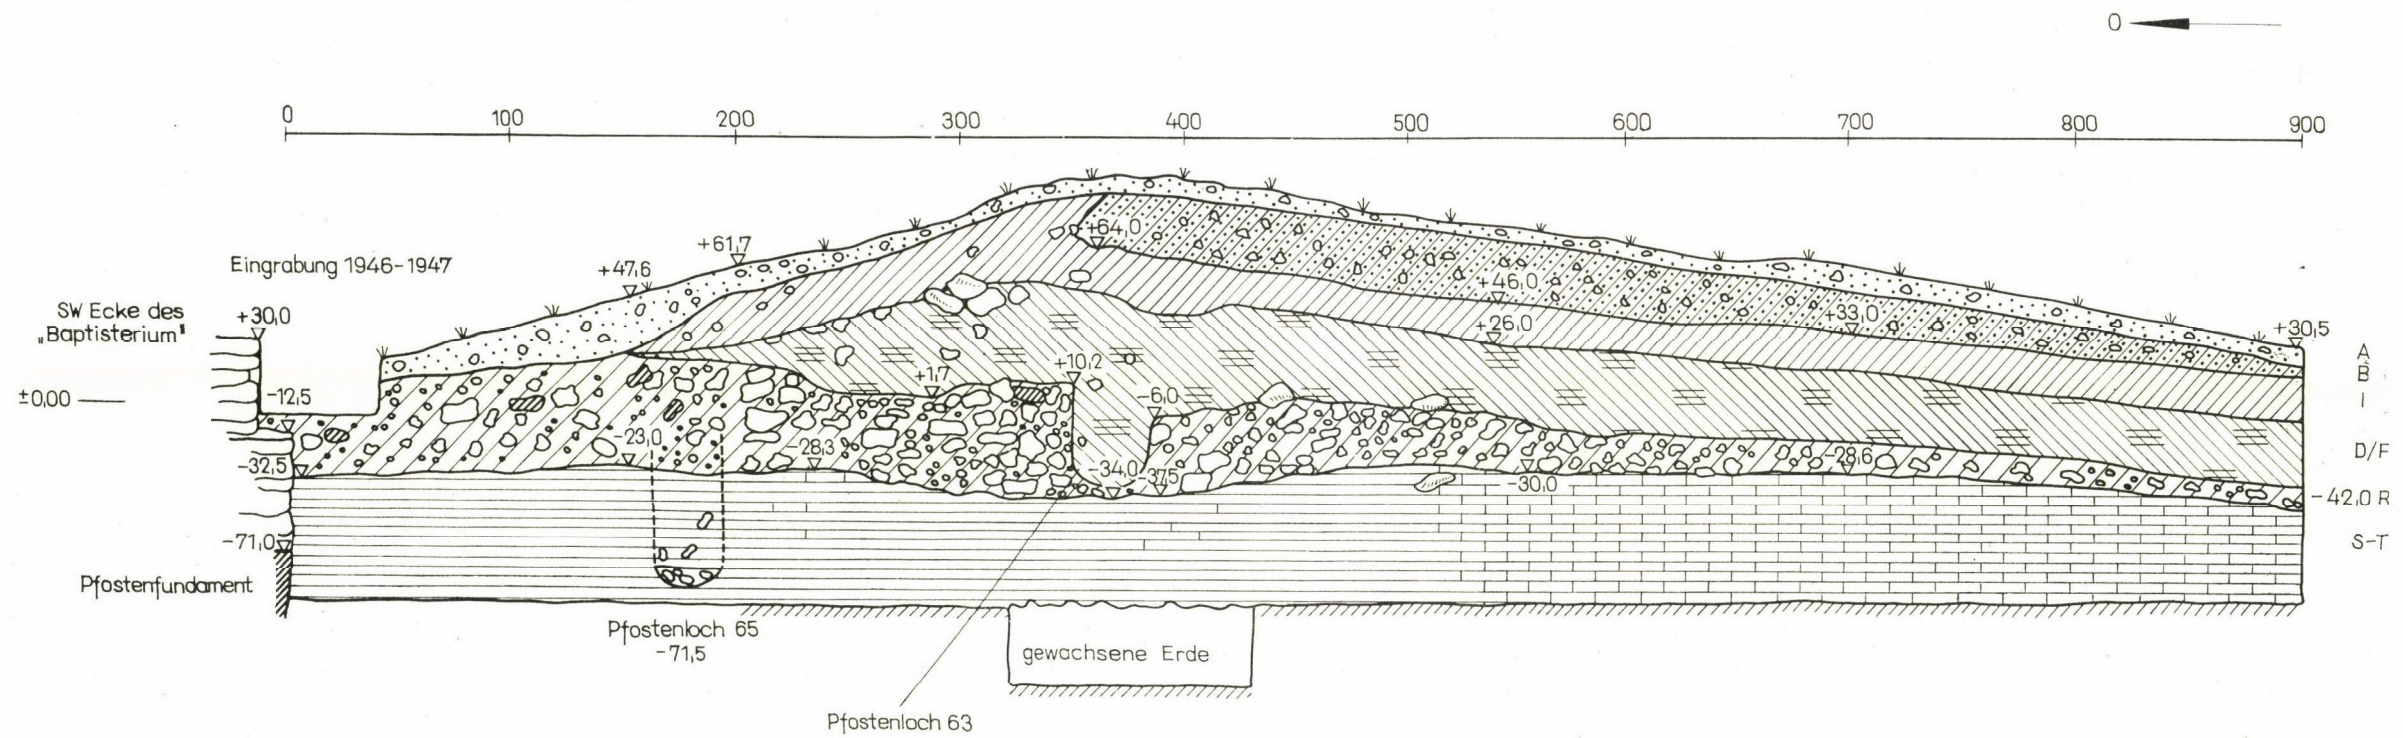 O
0 100 200 300 400 500 600 700 800 900
+64,0
+61,7
Eingrabung 1946-1947
+47,6
+46,0
SW Ecke des
„Baptisterium"
+30,0
+33,0
+26,0
+30,5
A
B
+10,2
+1,7
-6,0
I
±0,00
-12,5
-23,0
-28,3
D/F
-28,6
-32,5
-34,0
-37,5
-30,0
-42,0 R
-71,0
S-T
Pfostenfundament
Pfostenloch 65
-71,5
gewachsene Erde
Pfostenloch 63